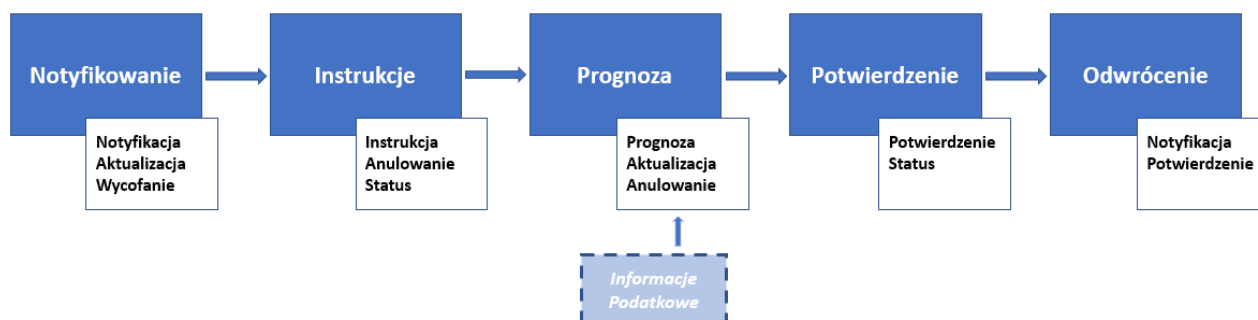 Notyfikowanie
Instrukcje
Prognoza
Potwierdzenie
Odwrócenie
Notyfikacja
Aktualizacja
Wycofanie
Instrukcja
Anulowanie
Status
Prognoza
Aktualizacja
Anulowanie
Potwierdzenie
Status
Notyfikacja
Potwierdzenie
Informacje
Podatkowe